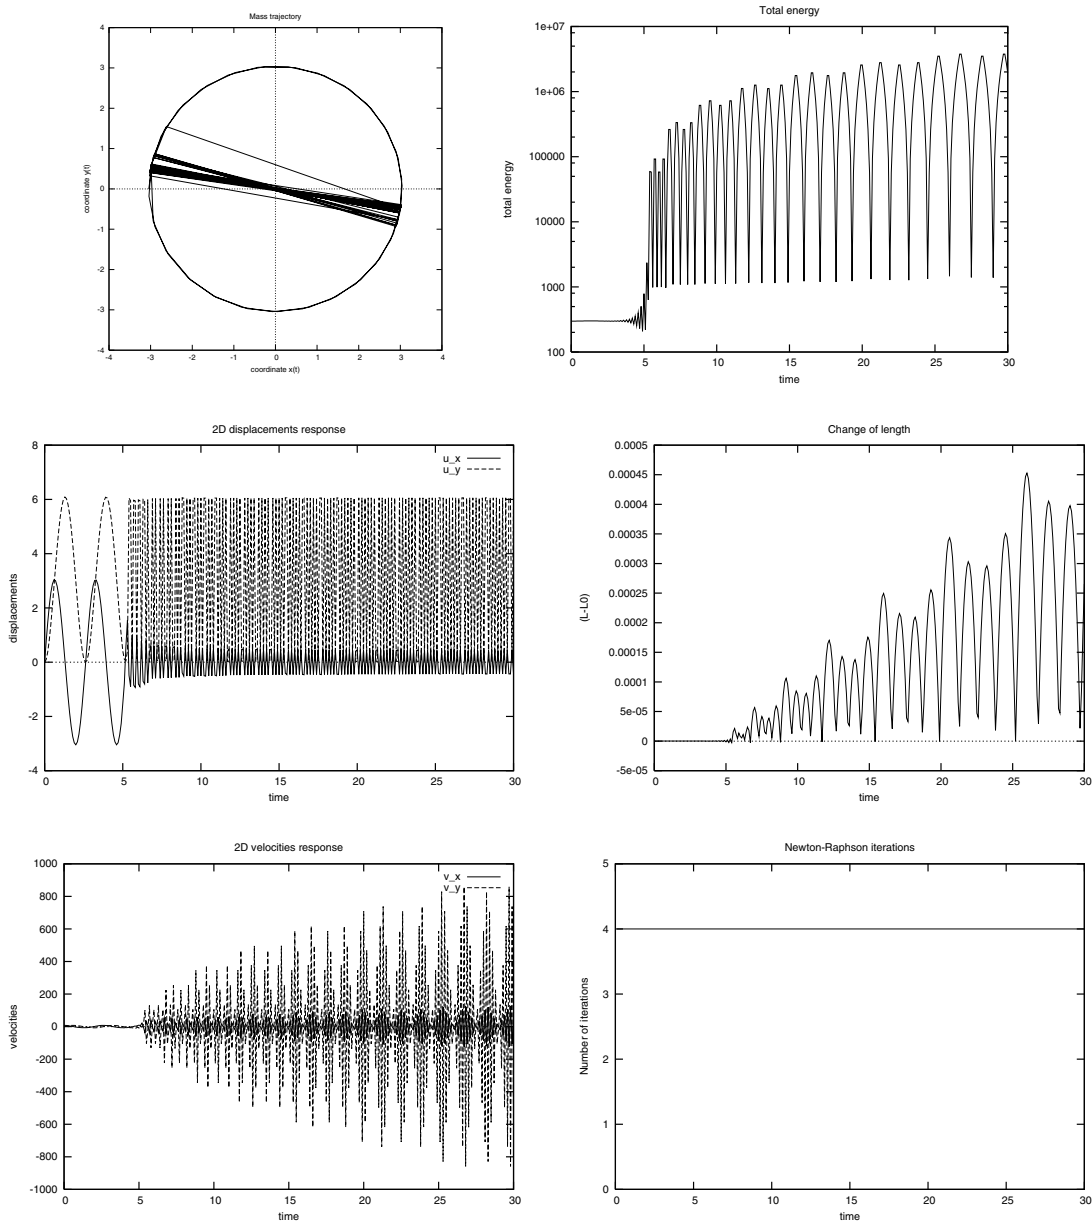 Mass trajectory
4
3
2
1
0
-1
-2
-3
-4
-4 -3 -2 -1 0 1 2 3 4
coordinate y(t)
coordinate x(t)
Total energy
1e+07
1e+06
100000
10000
1000
100
0 5 10 15 20 25 30
total energy
time
2D displacements response
u_x
u_y
8
6
4
2
0
-2
-4
0 5 10 15 20 25 30
displacements
time
Change of length
0.0005
0.00045
0.0004
0.00035
0.0003
0.00025
0.0002
0.00015
0.0001
5e-05
0
-5e-05
0 5 10 15 20 25 30
(L-L0)
time
2D velocities response
v_x
v_y
1000
800
600
400
200
0
-200
-400
-600
-800
-1000
0 5 10 15 20 25 30
velocities
time
Newton-Raphson iterations
5
4
3
2
1
0
0 5 10 15 20 25 30
Number of iterations
time